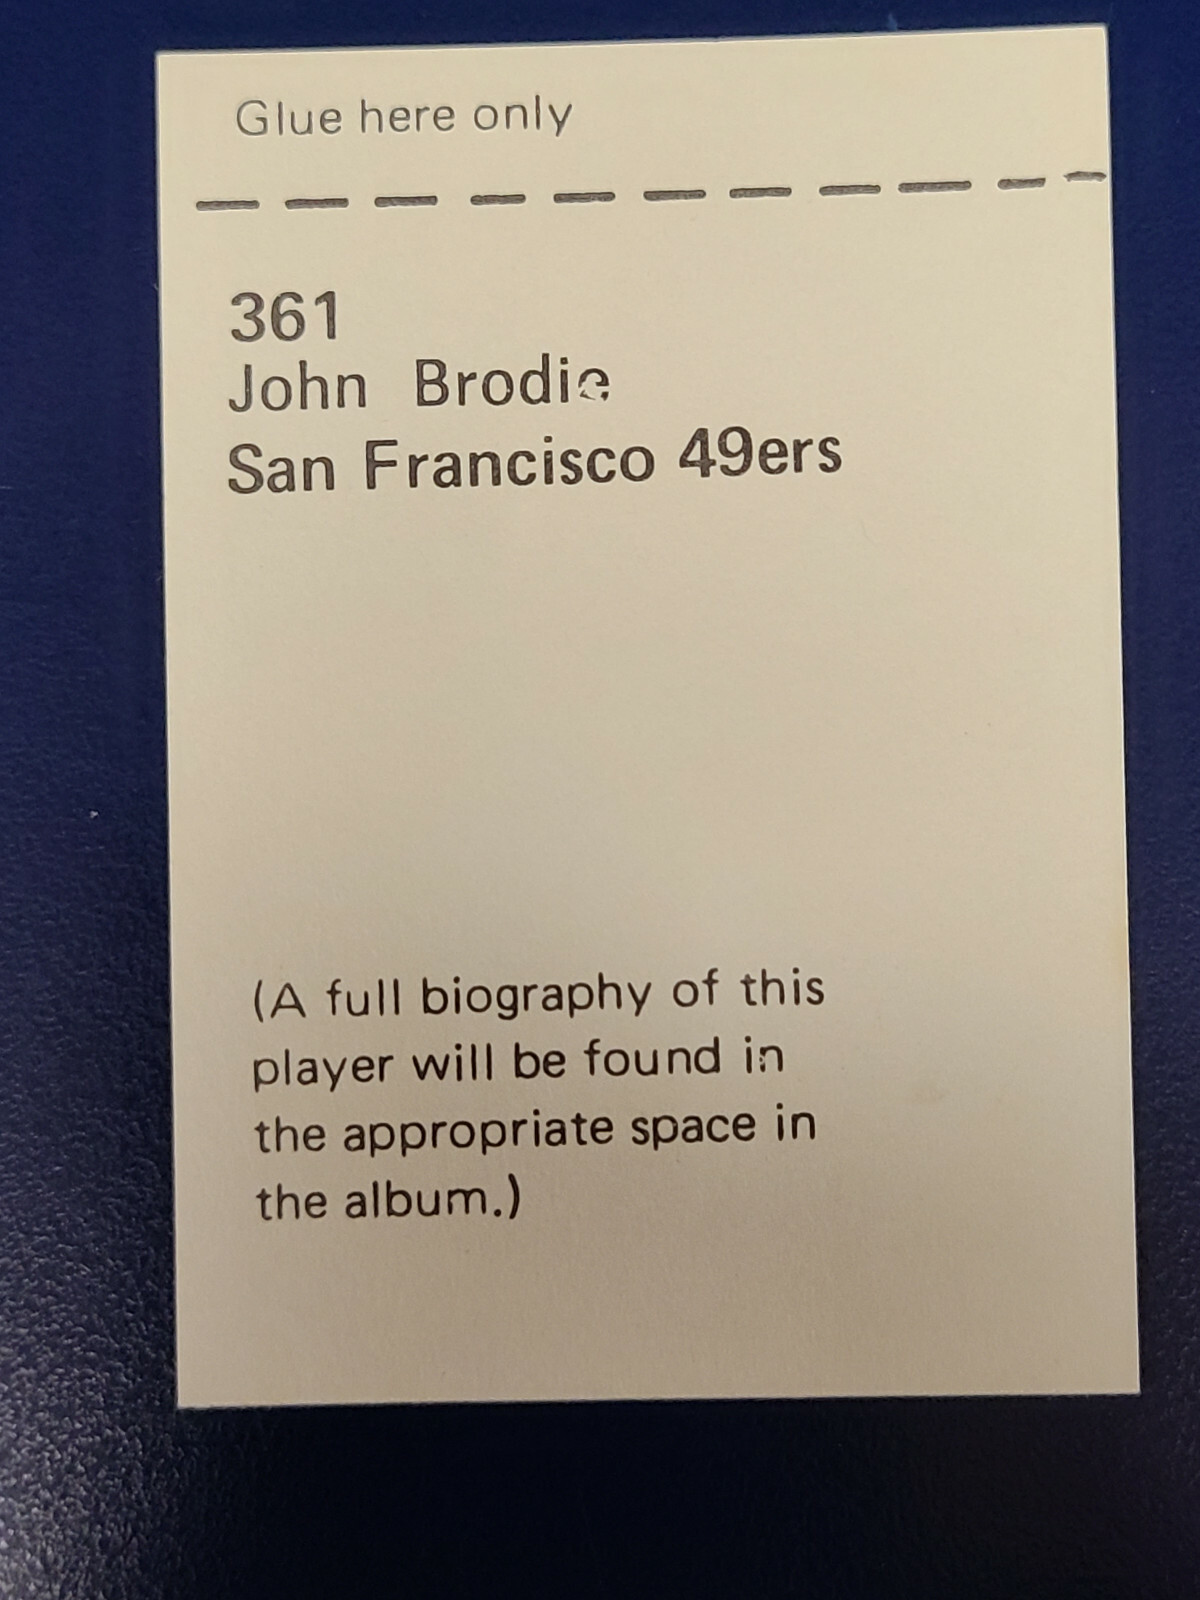 Glue here only
361
John Brodie
San Francisco 49ers
(A full biography of this
player will be found in
the appropriate space in
the album.)